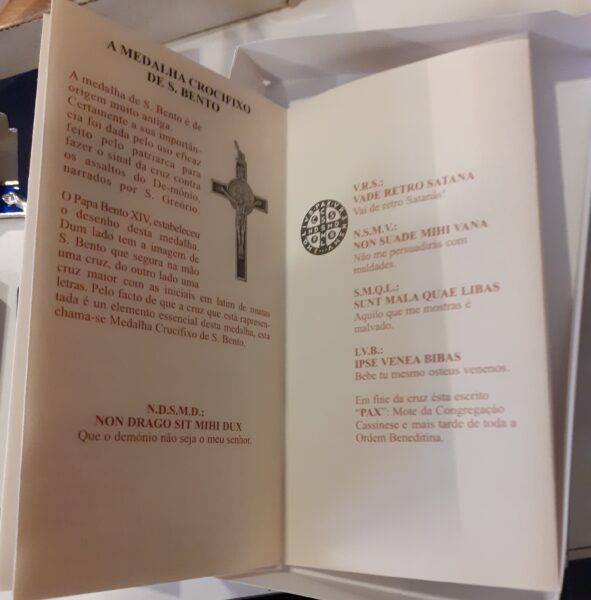 A MEDALHA CROCIFIXO
DE S. BENTO
A medalha de S. Bento é de
origem muito antiga.
Certamente a sua importân-
cia foi dada pelo uso eficaz
feito pelo patriarca para
fazer o sinal da cruz contra
os assaltos do De-mónio,
narrados por S. Greório.
O Papa Bento XIV, estabeleceu
o desenho desta medalha.
Dum lado tem a imagem de
S. Bento que segura na mão
uma cruz, do outro lado uma
cruz maior com as iniciais em latim de muitas
letras. Pelo facto de que a cruz que está represen-
tada é un elemento essencial desta medalha, esta
chama-se Medalha Crucifixo de S. Bento.
N.D.S.M.D.:
NON DRAGO SIT MIHI DUX
Que o demónio não seja o meu senhor.
V.R.S.:
VADE RETRO SATANA
Vai de retro Satanás!
N.S.M.V.:
NON SUADE MIHI VANA
Não me persuadirás com
maldades.
S.M.Q.L.:
SUNT MALA QUAE LIBAS
Aquilo que me mostras é
malvado.
I.V.B.:
IPSE VENEA BIBAS
Bebe tu mesmo osteus venenos.
Em fine da cruz ésta escrito
“PAX”: Mote da Congregação
Cassinese e mais tarde de toda a
Ordem Beneditina.